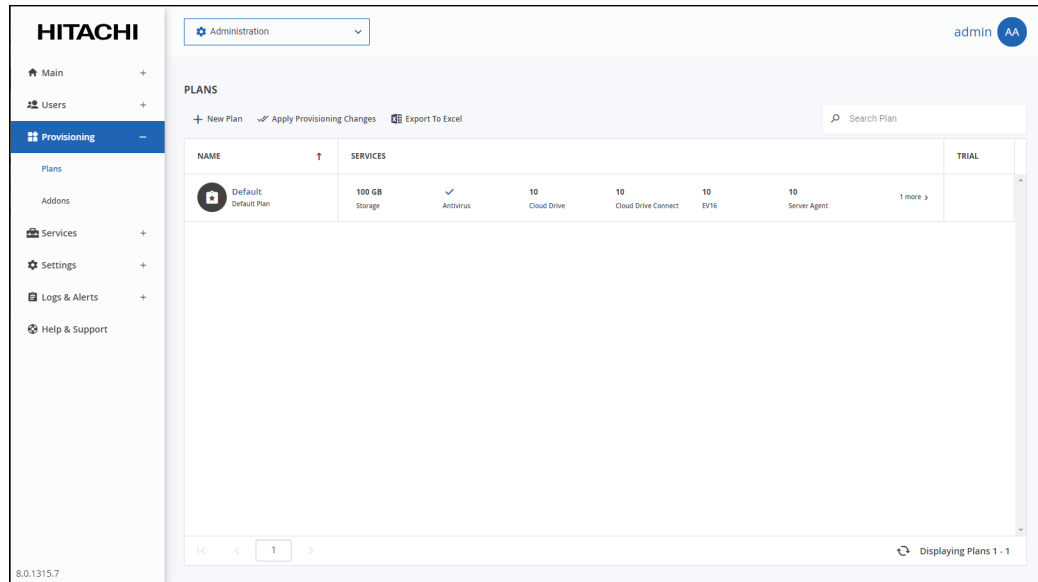 HITACHI
Administration
admin AA
Main
Users
Provisioning
Plans
Addons
Services
Settings
Logs & Alerts
Help & Support
8.0.1315.7
PLANS
New Plan Apply Provisioning Changes Export To Excel Search Plan
NAME SERVICES TRIAL
Default 100 GB 10 10 10 10
Default Plan Storage Antivirus Cloud Drive Cloud Drive Connect EV16 Server Agent 1 more >
1 Displaying Plans 1 - 1